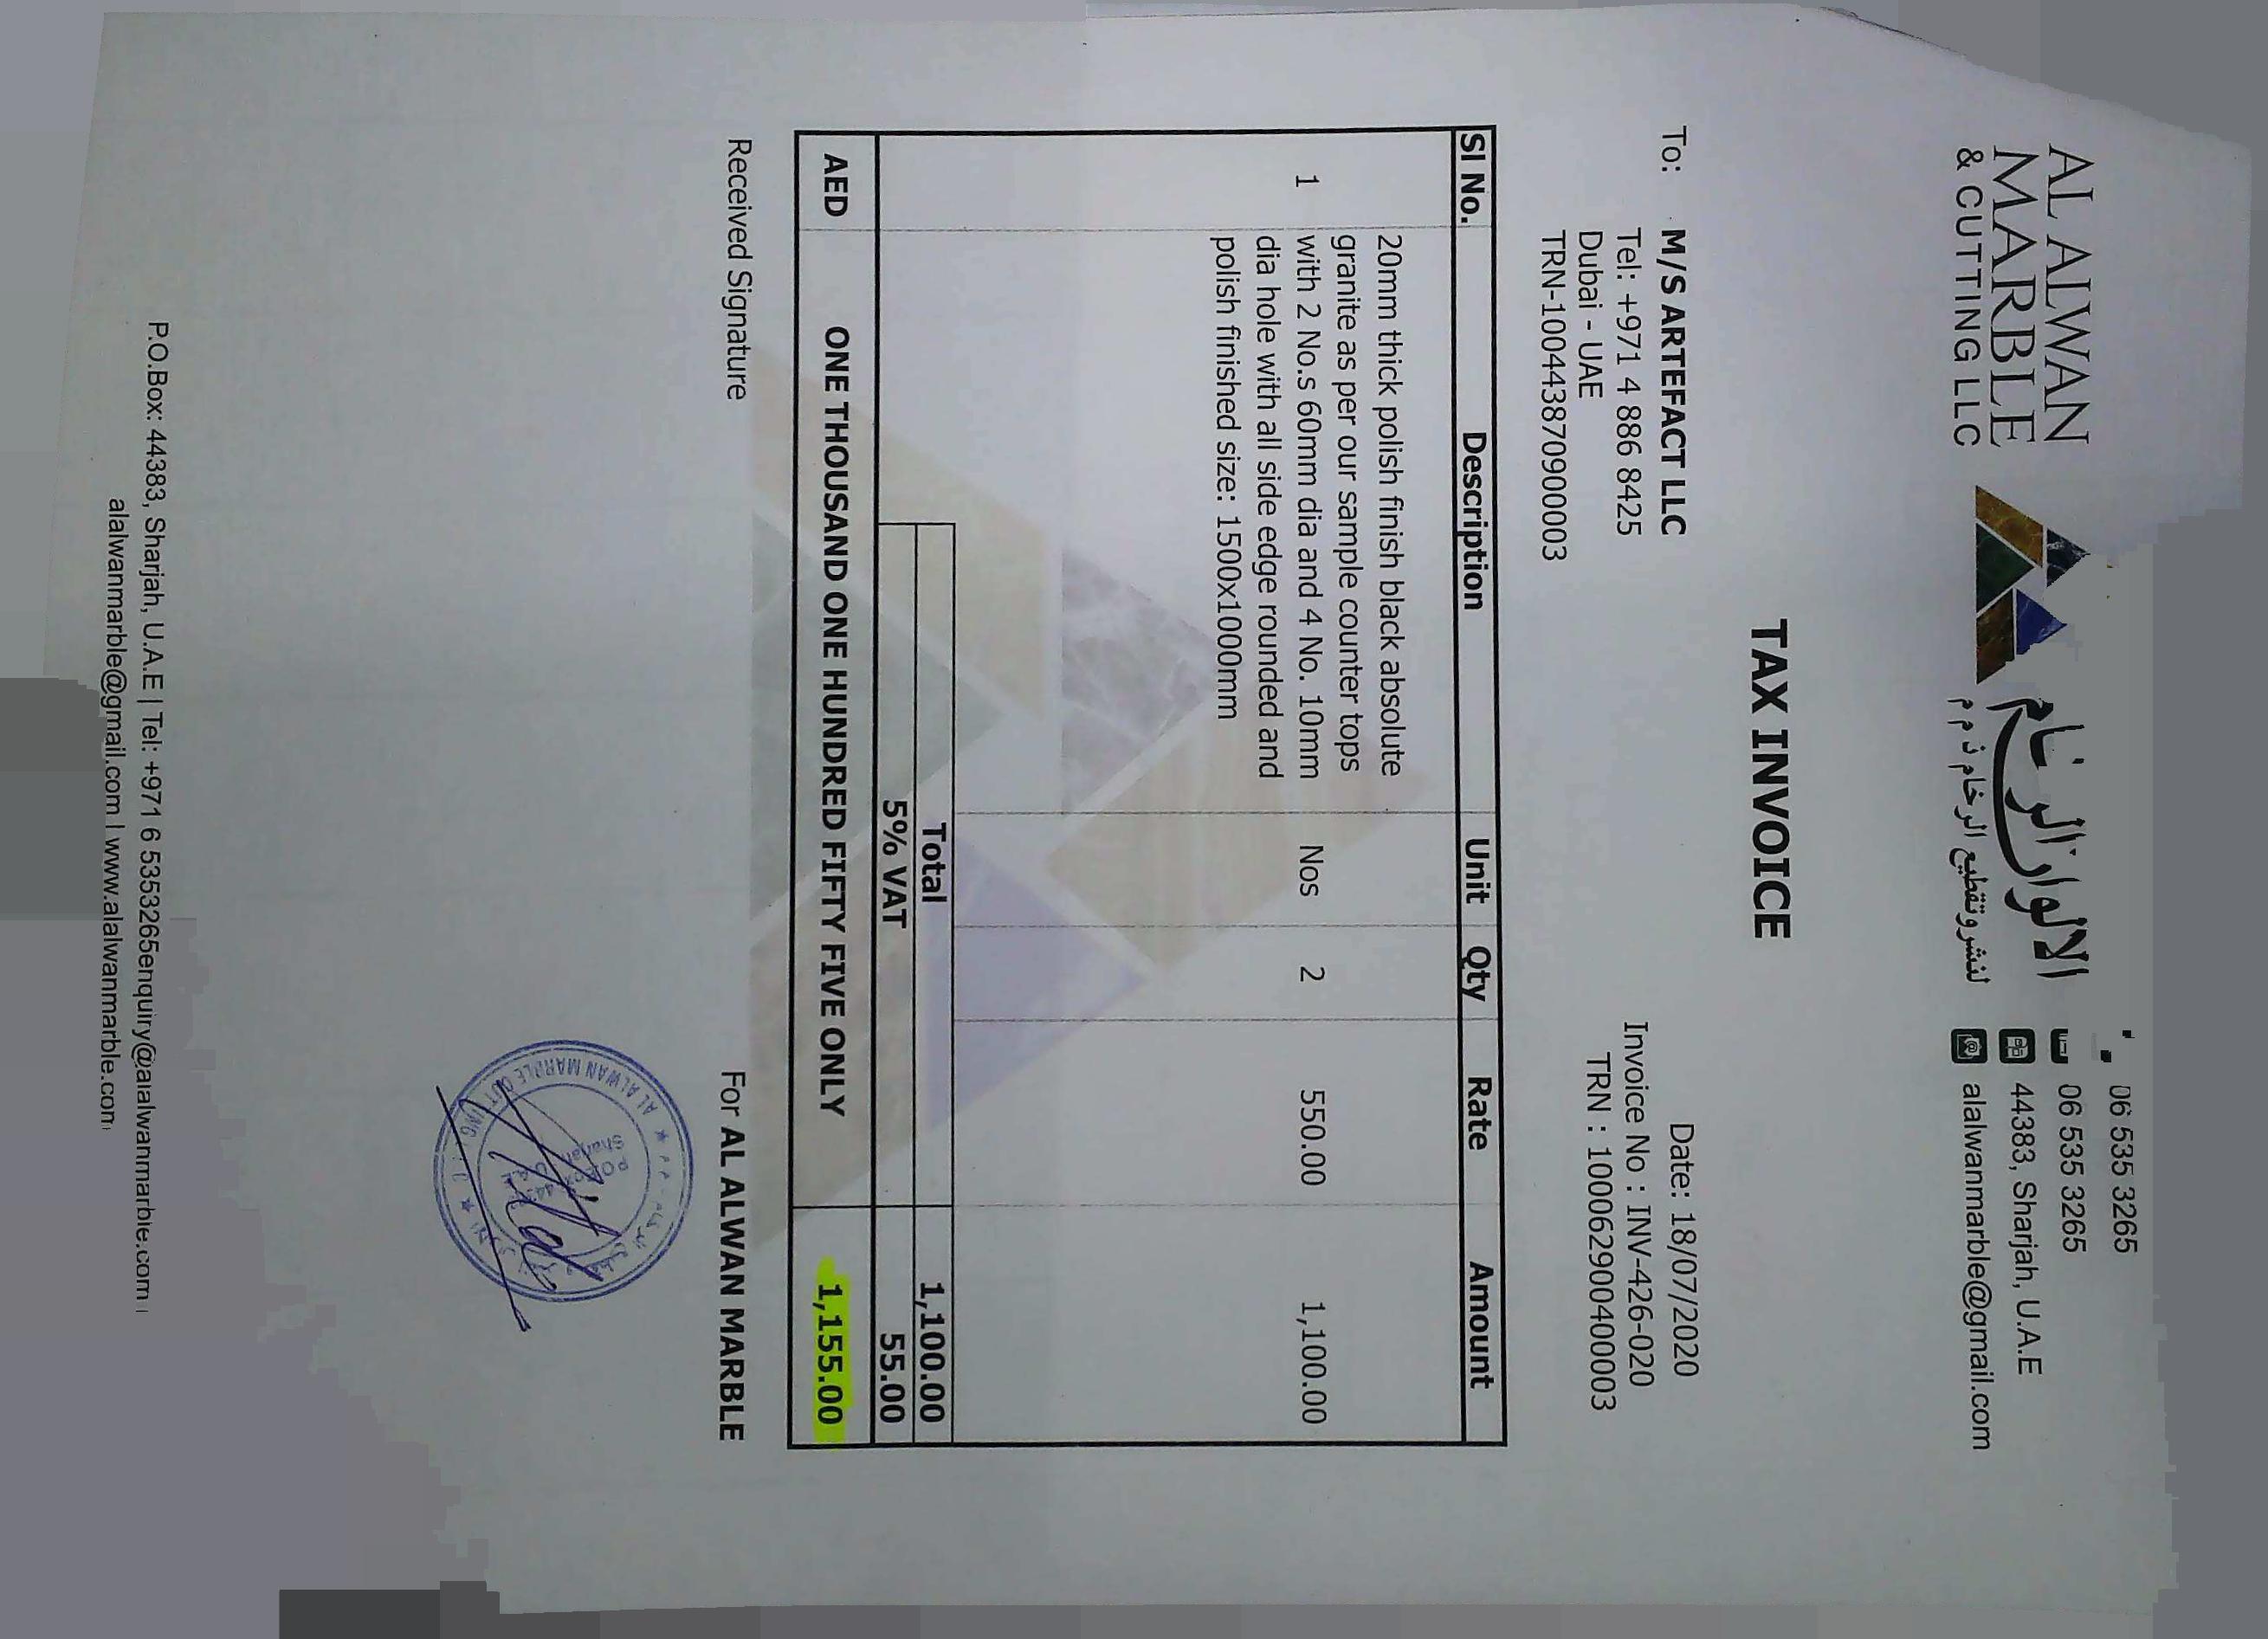 AL ALWAN
MARBLE
& CUTTING LLC
الالوان للرخام
لنشر وتقطيع الرخام ذ م م
06 535 3265
06 535 3265
44383, Sharjah, U.A.E
alalwanmarble@gmail.com
TAX INVOICE
To: M/S ARTEFACT LLC
Tel: +971 4 886 8425
Dubai - UAE
TRN-100443870900003
Date: 18/07/2020
Invoice No : INV-426-020
TRN : 100062900400003
SI No. Description Unit Qty Rate Amount
20mm thick polish finish black absolute
granite as per our sample counter tops
1 with 2 No.s 60mm dia and 4 No. 10mm Nos 2 550.00 1,100.00
dia hole with all side edge rounded and
polish finished size: 1500x1000mm
Total 1,100.00
5% VAT 55.00
AED ONE THOUSAND ONE HUNDRED FIFTY FIVE ONLY 1,155.00
Received Signature For AL ALWAN MARBLE
AL ALWAN MARBLE
P.O.Box: 44383, Sharjah, U.A.E | Tel: +971 6 5353265enquiry@alalwanmarble.com |
alalwanmarble@gmail.com | www.alalwanmarble.com